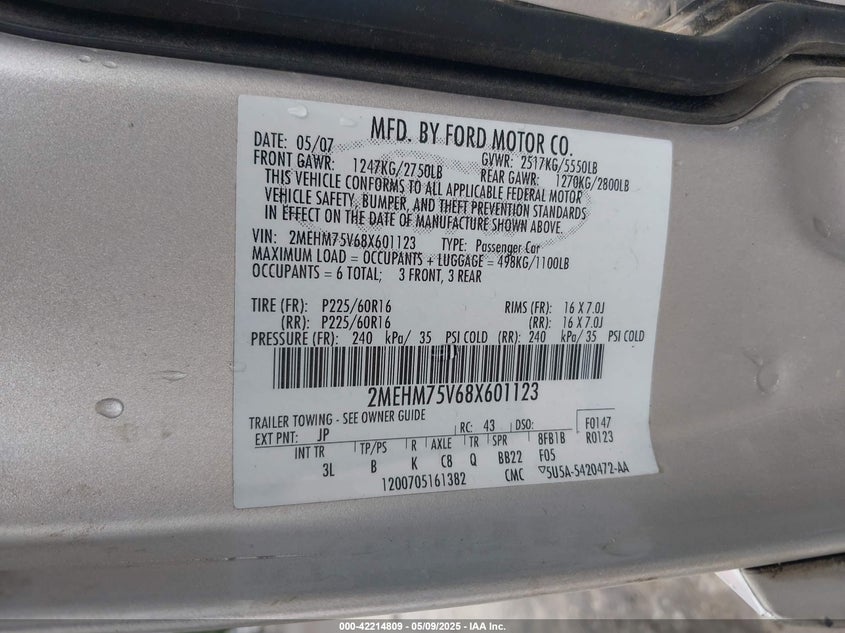 MFD. BY FORD MOTOR CO.
DATE: 05/07 GVWR: 2517KG/5550LB
FRONT GAWR: 1247KG/2750LB REAR GAWR: 1270KG/2800LB
THIS VEHICLE CONFORMS TO ALL APPLICABLE FEDERAL MOTOR
VEHICLE SAFETY, BUMPER, AND THEFT PREVENTION STANDARDS
IN EFFECT ON THE DATE OF MANUFACTURE SHOWN ABOVE.
VIN: 2MEHM75V68X601123 TYPE: Passenger Car
MAXIMUM LOAD = OCCUPANTS + LUGGAGE = 498KG/1100LB
OCCUPANTS = 6 TOTAL; 3 FRONT, 3 REAR
TIRE (FR): P225/60R16 RIMS (FR): 16 X 7.0J
(RR): P225/60R16 (RR): 16 X 7.0J
PRESSURE (FR): 240 kPa/ 35 PSI COLD (RR): 240 kPa/ 35 PSI COLD
2MEHM75V68X601123
TRAILER TOWING - SEE OWNER GUIDE
EXT PNT: JP RC: 43 DSO: F0147
INT TR TP/PS R AXLE TR SPR 8FB1B R0123
3L B K C8 Q BB22 F05
1200705161382 CMC ▽5U5A-5420472-AA
000-42214809 - 05/09/2025 - IAA Inc.